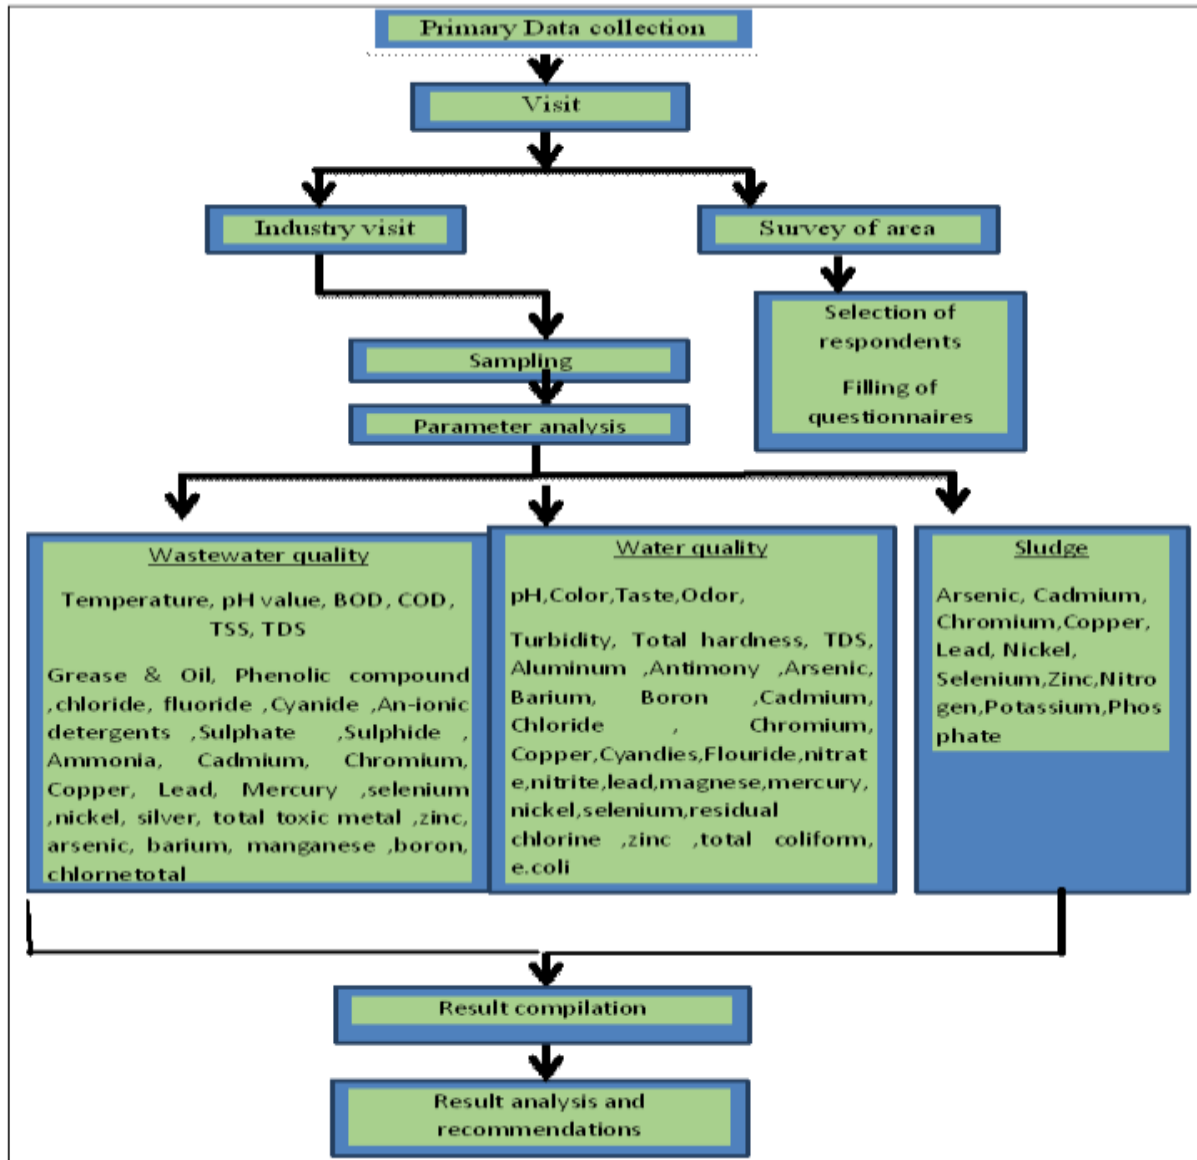 Primary Data collection
Visit
Industry visit
Survey of area
Selection of
respondents
Filling of
questionnaires
Sampling
Parameter analysis
Wastewater quality
Temperature, pH value, BOD, COD,
TSS, TDS
Grease & Oil, Phenolic compound
,chloride, fluoride ,Cyanide ,An-ionic
detergents ,Sulphate ,Sulphide ,
Ammonia, Cadmium, Chromium,
Copper, Lead, Mercury ,selenium
,nickel, silver, total toxic metal ,zinc,
arsenic, barium, manganese ,boron,
chlornetotal
Water quality
pH,Color,Taste,Odor,
Turbidity, Total hardness, TDS,
Aluminum ,Antimony ,Arsenic,
Barium, Boron ,Cadmium,
Chloride , Chromium,
Copper,Cyandies,Flouride,nitrat
e,nitrite,lead,magnese,mercury,
nickel,selenium,residual
chlorine ,zinc ,total coliform,
e.coli
Sludge
Arsenic, Cadmium,
Chromium,Copper,
Lead, Nickel,
Selenium,Zinc,Nitro
gen,Potassium,Phos
phate
Result compilation
Result analysis and
recommendations